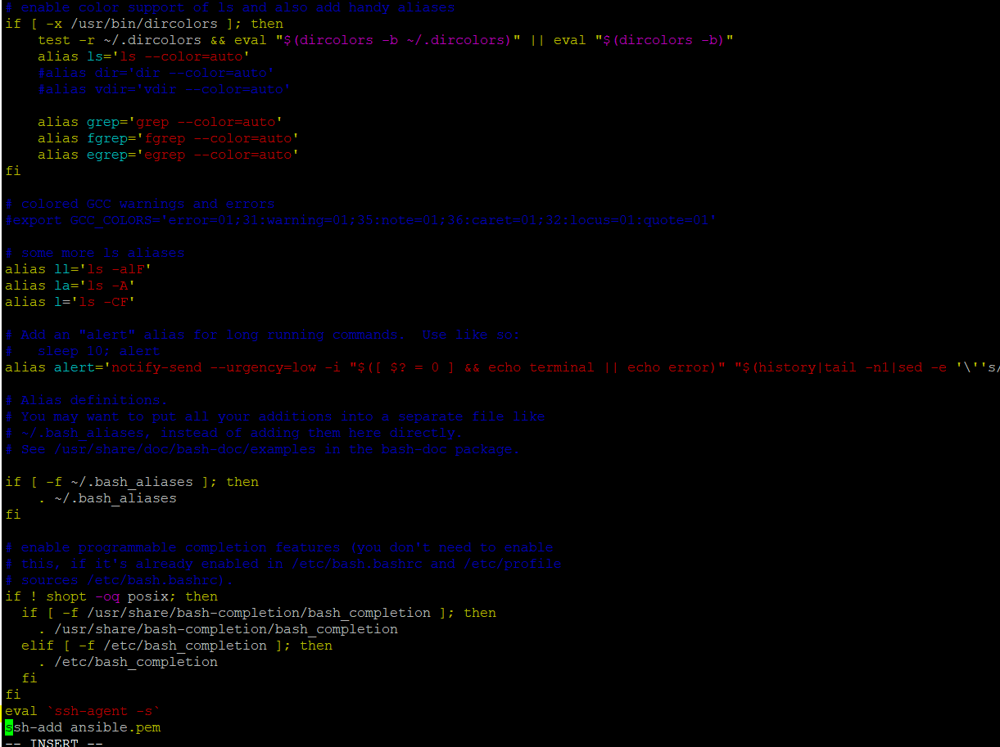 # enable color support of ls and also add handy aliases
if [ -x /usr/bin/dircolors ]; then
    test -r ~/.dircolors && eval "$(dircolors -b ~/.dircolors)" || eval "$(dircolors -b)"
    alias ls='ls --color=auto'
    #alias dir='dir --color=auto'
    #alias vdir='vdir --color=auto'

    alias grep='grep --color=auto'
    alias fgrep='fgrep --color=auto'
    alias egrep='egrep --color=auto'
fi

# colored GCC warnings and errors
#export GCC_COLORS='error=01;31:warning=01;35:note=01;36:caret=01;32:locus=01:quote=01'

# some more ls aliases
alias ll='ls -alF'
alias la='ls -A'
alias l='ls -CF'

# Add an "alert" alias for long running commands.  Use like so:
#   sleep 10; alert
alias alert='notify-send --urgency=low -i "$([ $? = 0 ] && echo terminal || echo error)" "$(history|tail -n1|sed -e '\''s/

# Alias definitions.
# You may want to put all your additions into a separate file like
# ~/.bash_aliases, instead of adding them here directly.
# See /usr/share/doc/bash-doc/examples in the bash-doc package.

if [ -f ~/.bash_aliases ]; then
    . ~/.bash_aliases
fi

# enable programmable completion features (you don't need to enable
# this, if it's already enabled in /etc/bash.bashrc and /etc/profile
# sources /etc/bash.bashrc).
if ! shopt -oq posix; then
  if [ -f /usr/share/bash-completion/bash_completion ]; then
    . /usr/share/bash-completion/bash_completion
  elif [ -f /etc/bash_completion ]; then
    . /etc/bash_completion
  fi
fi
eval `ssh-agent -s`
ssh-add ansible.pem
-- INSERT --